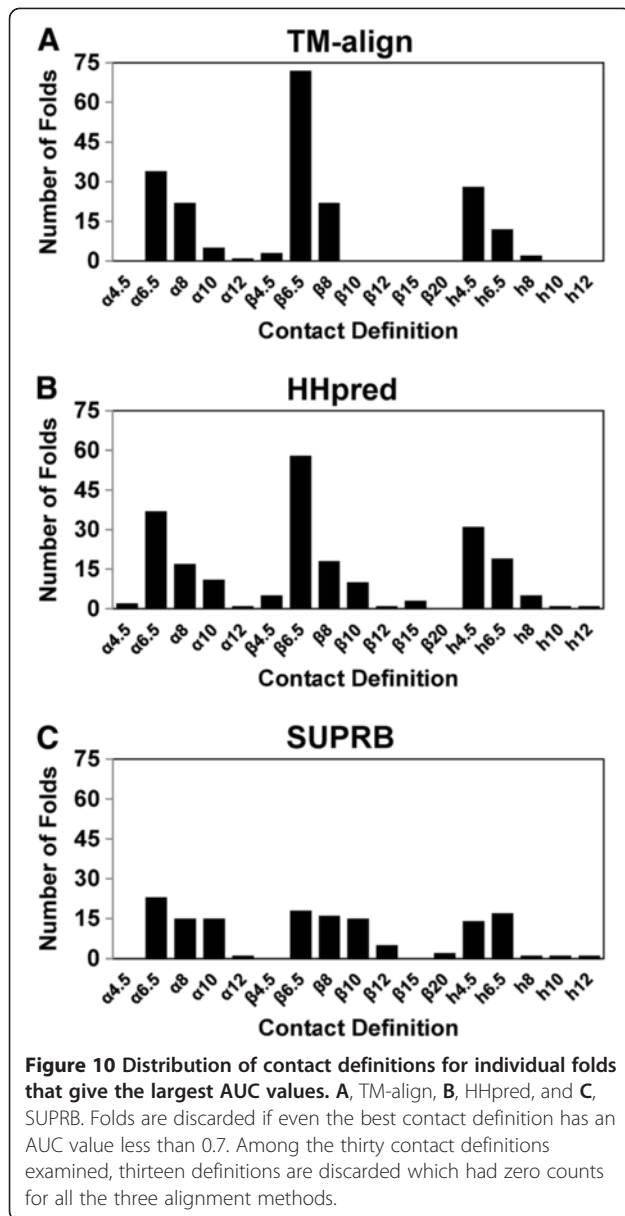 A
TM-align
Number of Folds
75
60
45
30
15
0
α4.5 α6.5 α8 α10 α12 β4.5 β6.5 β8 β10 β12 β15 β20 h4.5 h6.5 h8 h10 h12
Contact Definition
B
HHpred
Number of Folds
75
60
45
30
15
0
α4.5 α6.5 α8 α10 α12 β4.5 β6.5 β8 β10 β12 β15 β20 h4.5 h6.5 h8 h10 h12
Contact Definition
C
SUPRB
Number of Folds
75
60
45
30
15
0
α4.5 α6.5 α8 α10 α12 β4.5 β6.5 β8 β10 β12 β15 β20 h4.5 h6.5 h8 h10 h12
Contact Definition
Figure 10 Distribution of contact definitions for individual folds
that give the largest AUC values. A, TM-align, B, HHpred, and C,
SUPRB. Folds are discarded if even the best contact definition has an
AUC value less than 0.7. Among the thirty contact definitions
examined, thirteen definitions are discarded which had zero counts
for all the three alignment methods.